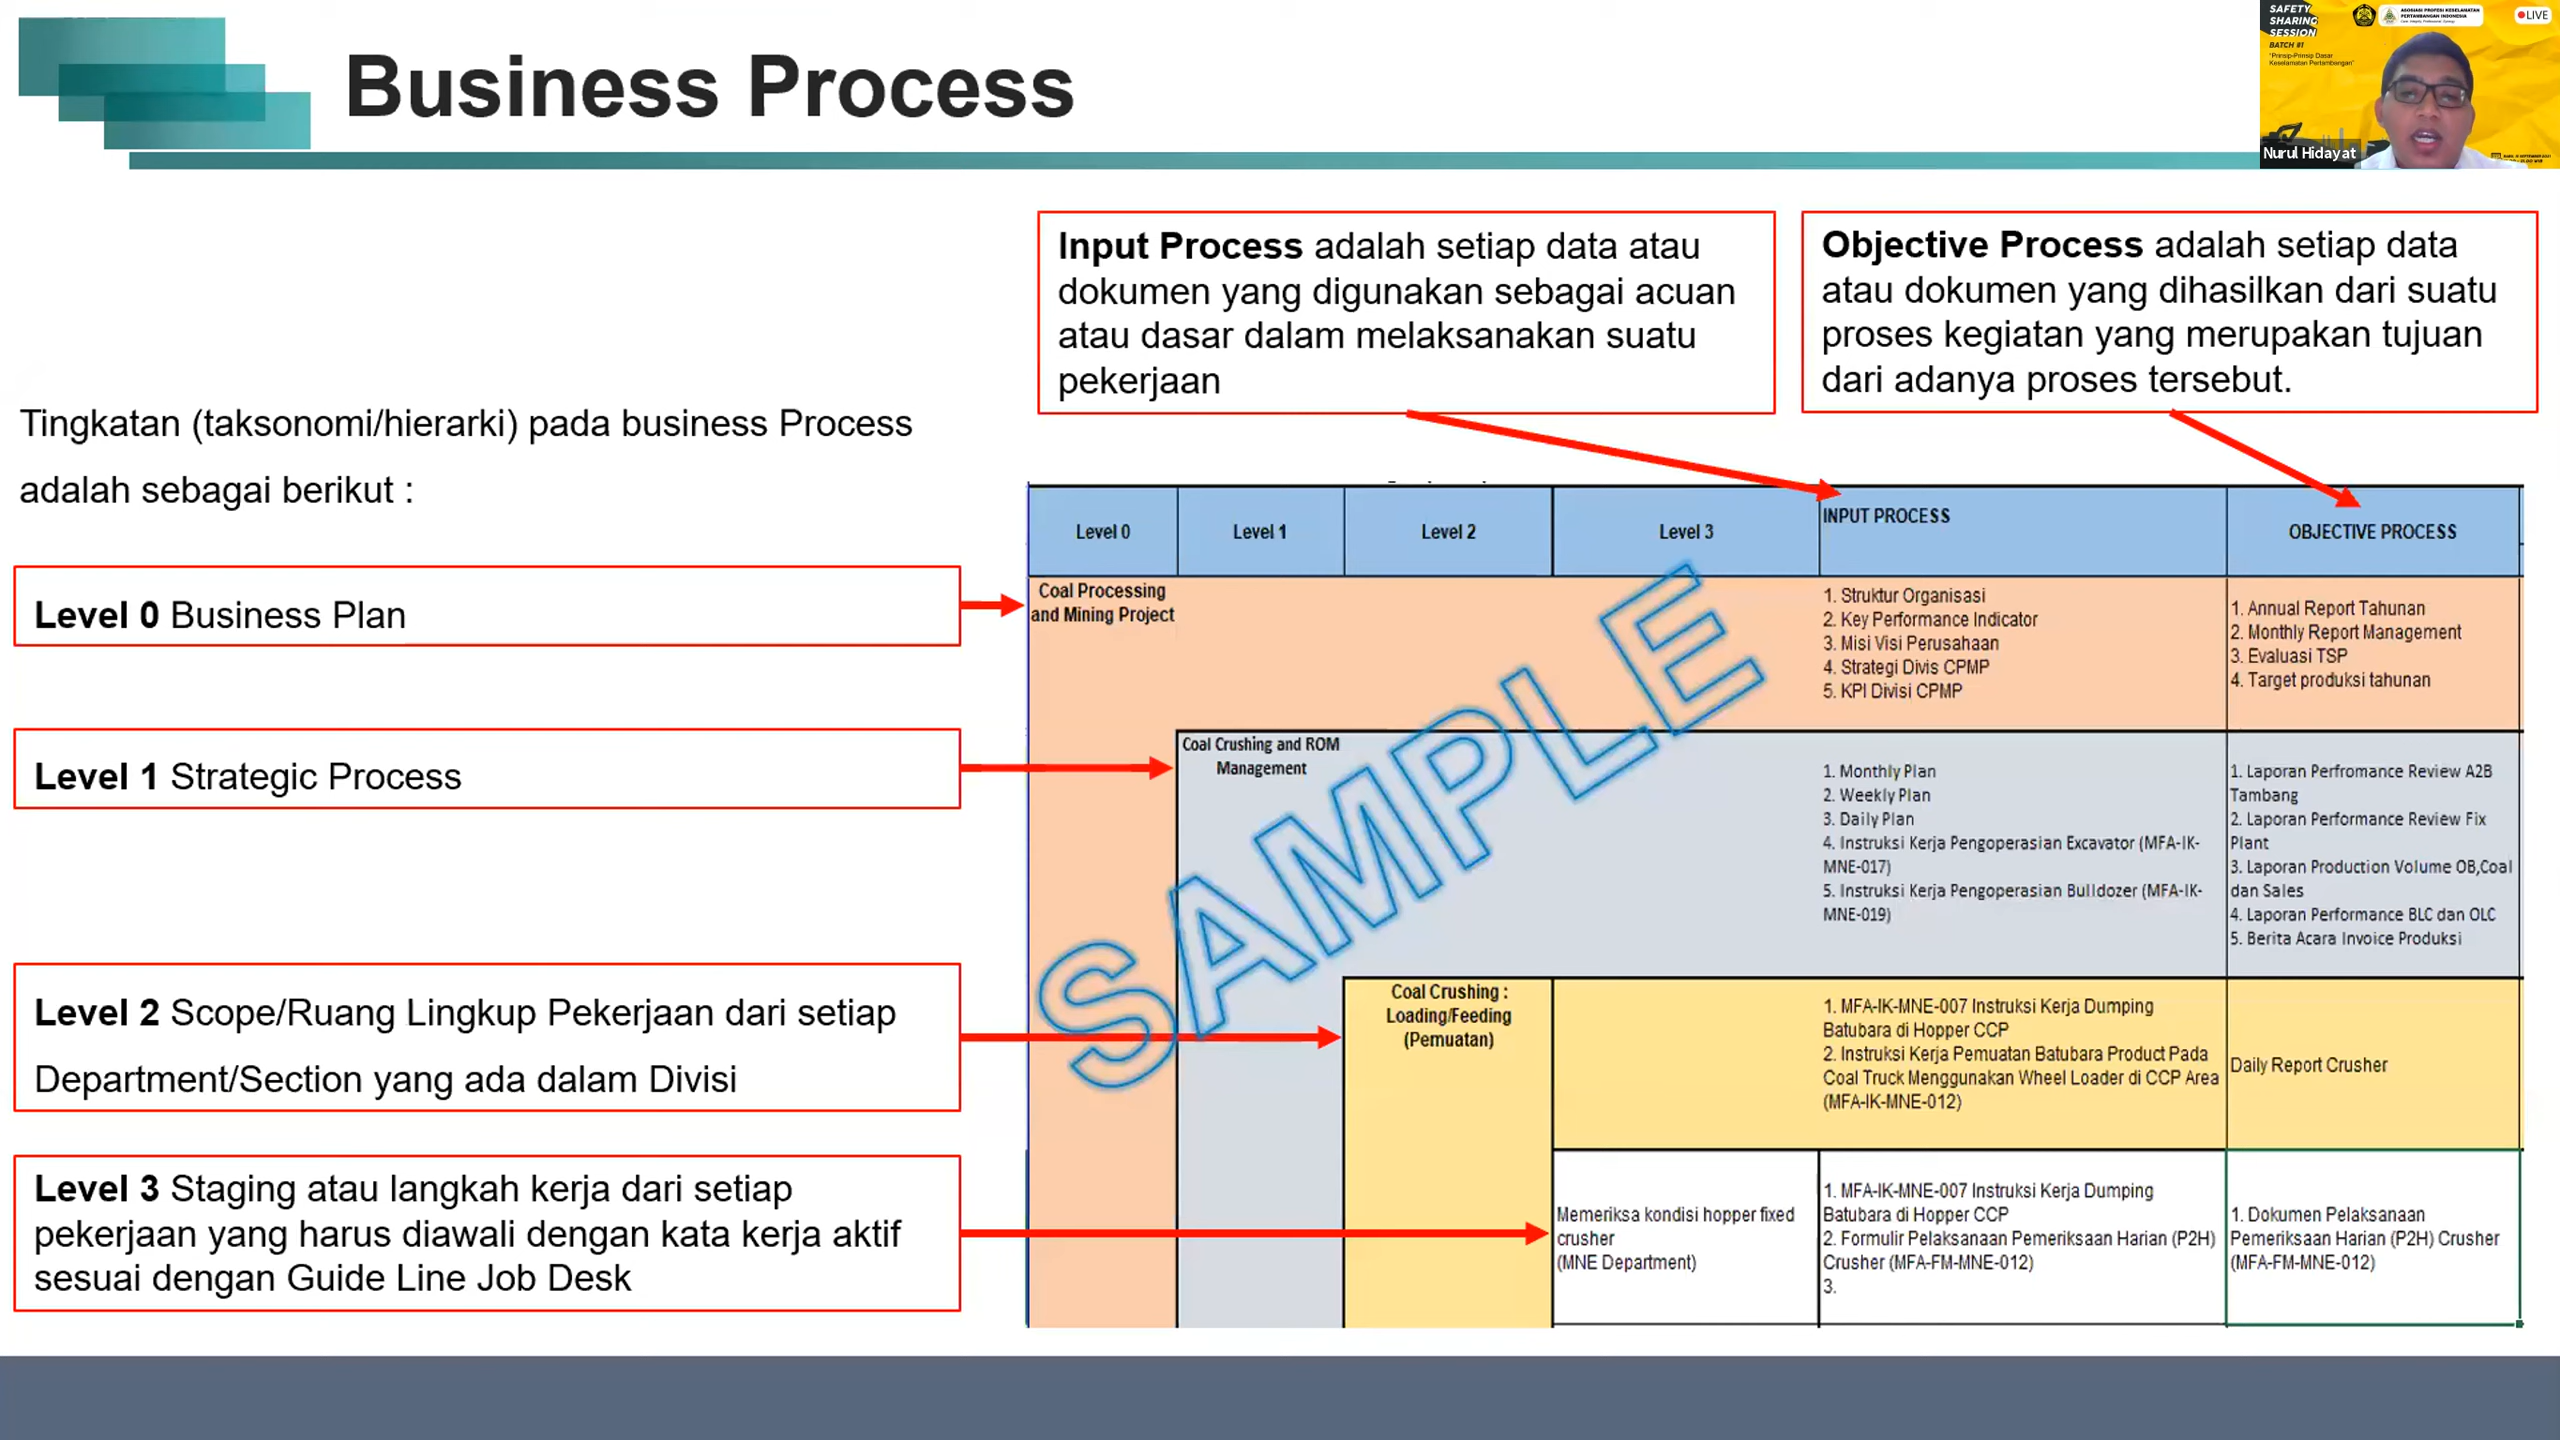 Business Process
SAFETY
SHARING
SESSION
BATCH #1
"Prinsip-Prinsip Dasar
Keselamatan Pertambangan"
ASOSIASI PROFESI KESELAMATAN
PERTAMBANGAN INDONESIA
LIVE
Nurul Hidayat
Input Process adalah setiap data atau
dokumen yang digunakan sebagai acuan
atau dasar dalam melaksanakan suatu
pekerjaan
Objective Process adalah setiap data
atau dokumen yang dihasilkan dari suatu
proses kegiatan yang merupakan tujuan
dari adanya proses tersebut.
Tingkatan (taksonomi/hierarki) pada business Process
adalah sebagai berikut :
Level 0 Business Plan
Level 1 Strategic Process
Level 2 Scope/Ruang Lingkup Pekerjaan dari setiap
Department/Section yang ada dalam Divisi
Level 3 Staging atau langkah kerja dari setiap
pekerjaan yang harus diawali dengan kata kerja aktif
sesuai dengan Guide Line Job Desk
Level 0
Level 1
Level 2
Level 3
INPUT PROCESS
OBJECTIVE PROCESS
Coal Processing
and Mining Project
1. Struktur Organisasi
2. Key Performance Indicator
3. Misi Visi Perusahaan
4. Strategi Divis CPMP
5. KPI Divisi CPMP
1. Annual Report Tahunan
2. Monthly Report Management
3. Evaluasi TSP
4. Target produksi tahunan
Coal Crushing and ROM
Management
1. Monthly Plan
2. Weekly Plan
3. Daily Plan
4. Instruksi Kerja Pengoperasian Excavator (MFA-IK-
MNE-017)
5. Instruksi Kerja Pengoperasian Bulldozer (MFA-IK-
MNE-019)
1. Laporan Perfromance Review A2B
Tambang
2. Laporan Performance Review Fix
Plant
3. Laporan Production Volume OB,Coal
dan Sales
4. Laporan Performance BLC dan OLC
5. Berita Acara Invoice Produksi
Coal Crushing :
Loading/Feeding
(Pemuatan)
1. MFA-IK-MNE-007 Instruksi Kerja Dumping
Batubara di Hopper CCP
2. Instruksi Kerja Pemuatan Batubara Product Pada
Coal Truck Menggunakan Wheel Loader di CCP Area
(MFA-IK-MNE-012)
Daily Report Crusher
Memeriksa kondisi hopper fixed
crusher
(MNE Department)
1. MFA-IK-MNE-007 Instruksi Kerja Dumping
Batubara di Hopper CCP
2. Formulir Pelaksanaan Pemeriksaan Harian (P2H)
Crusher (MFA-FM-MNE-012)
3.
1. Dokumen Pelaksanaan
Pemeriksaan Harian (P2H) Crusher
(MFA-FM-MNE-012)
SAMPLE